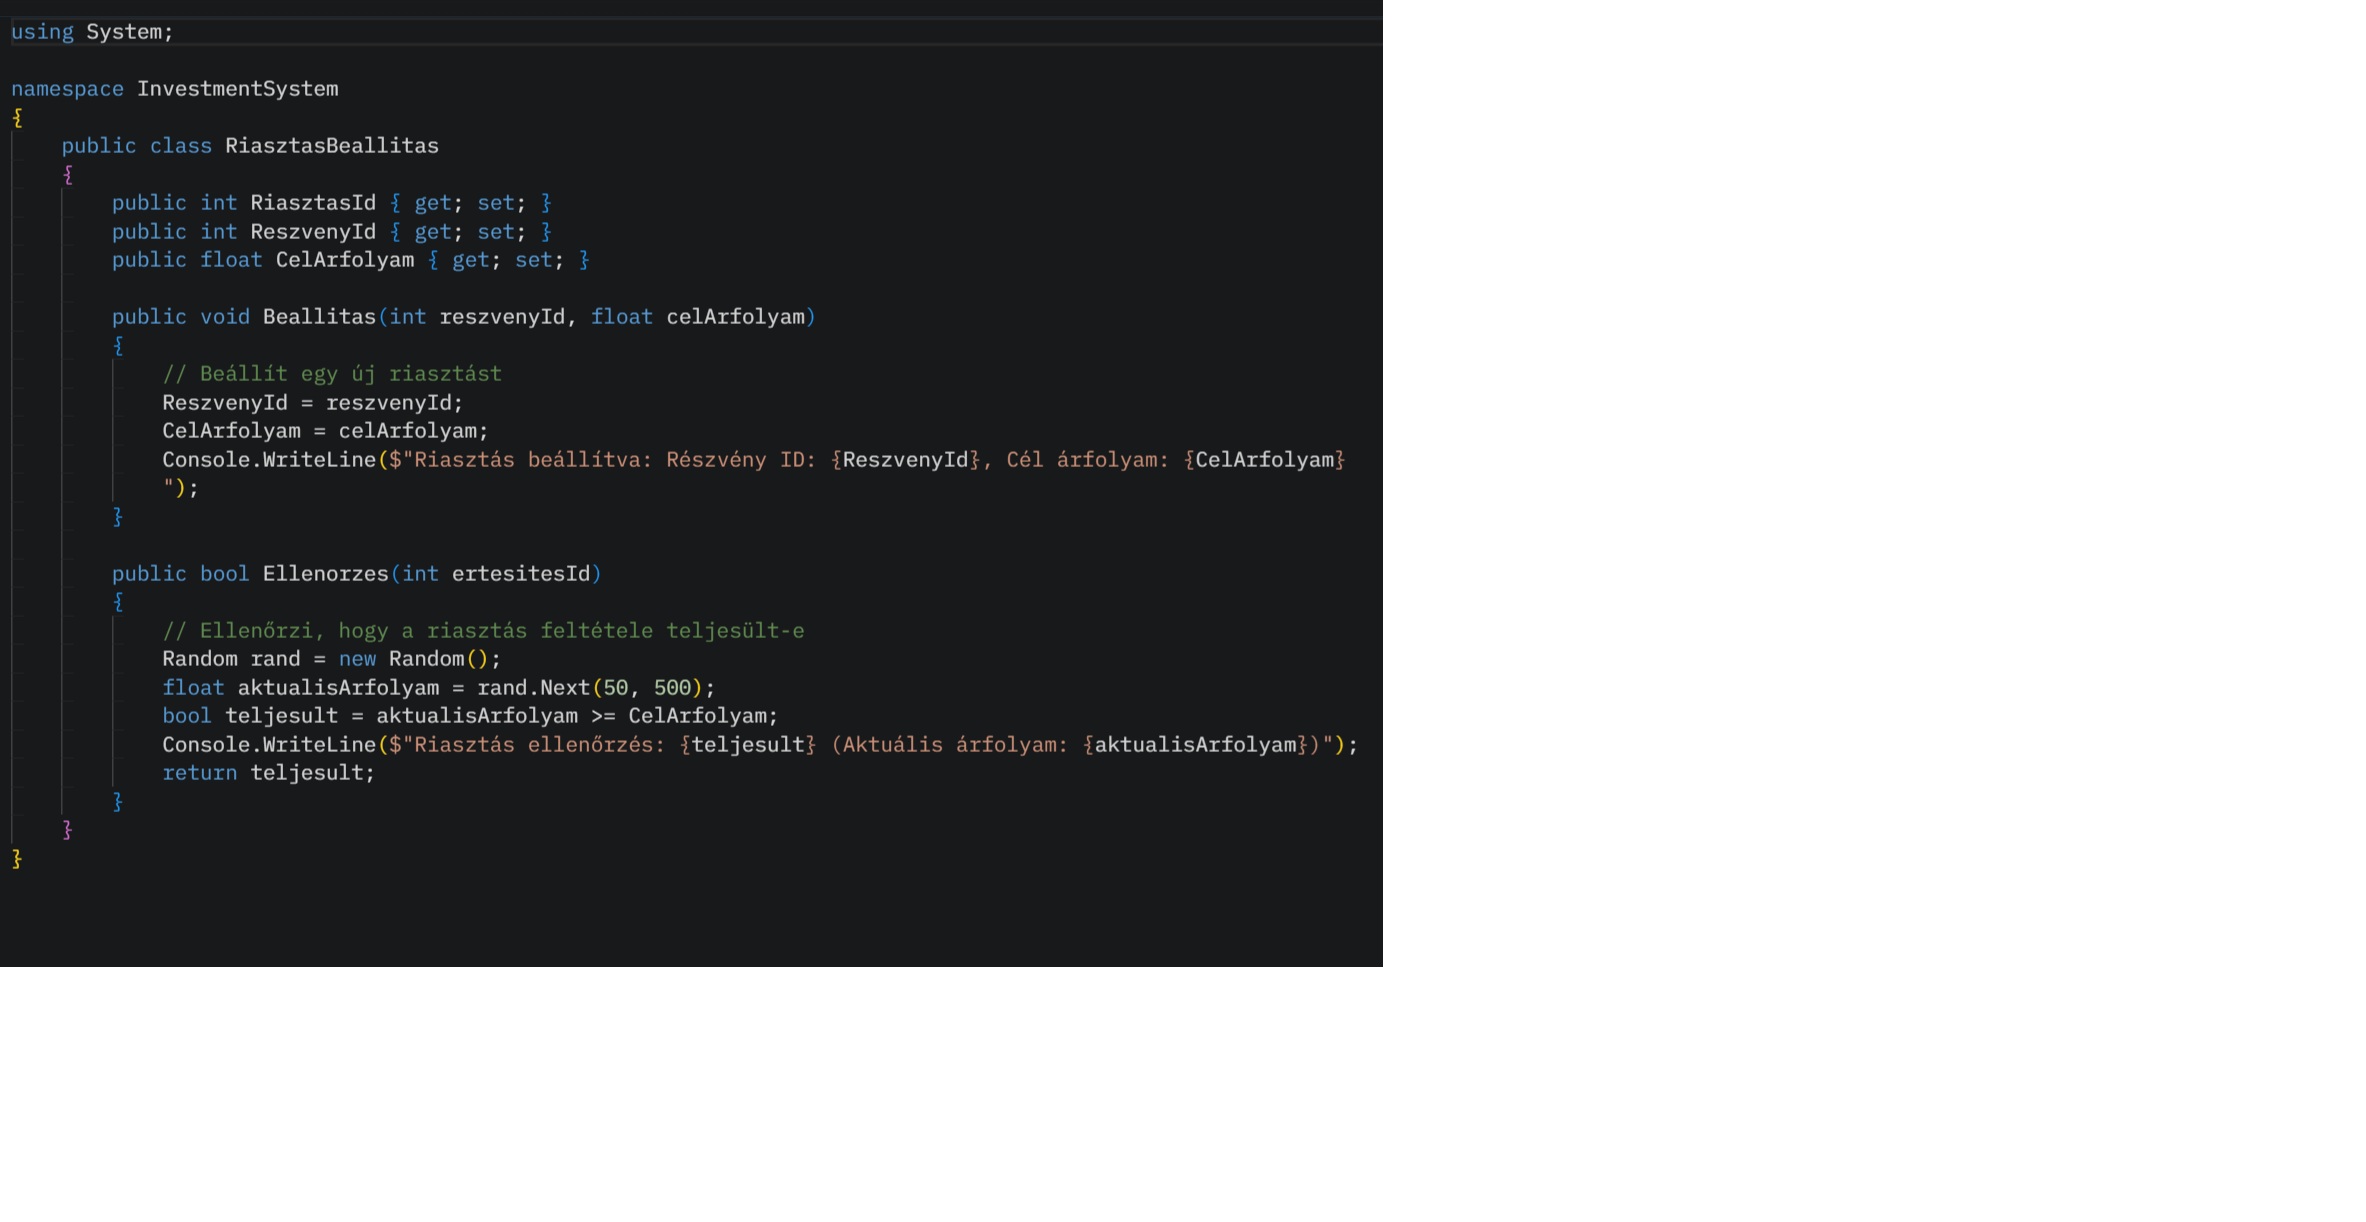 using System;
namespace InvestmentSystem
{
public class RiasztasBeallitas
{
public int RiasztasId { get; set; }
public int ReszvenyId { get; set; }
public float CelArfolyam { get; set; }
public void Beallitas(int reszvenyId, float celArfolyam)
{
// Beállít egy új riasztást
ReszvenyId = reszvenyId;
CelArfolyam = celArfolyam;
Console.WriteLine($"Riasztás beállítva: Részvény ID: {ReszvenyId}, Cél árfolyam: {CelArfolyam}
");
}
public bool Ellenorzes(int ertesitesId)
{
// Ellenőrzi, hogy a riasztás feltétele teljesült-e
Random rand = new Random();
float aktualisArfolyam = rand.Next(50, 500);
bool teljesult = aktualisArfolyam >= CelArfolyam;
Console.WriteLine($"Riasztás ellenőrzés: {teljesult} (Aktuális árfolyam: {aktualisArfolyam})");
return teljesult;
}
}
}